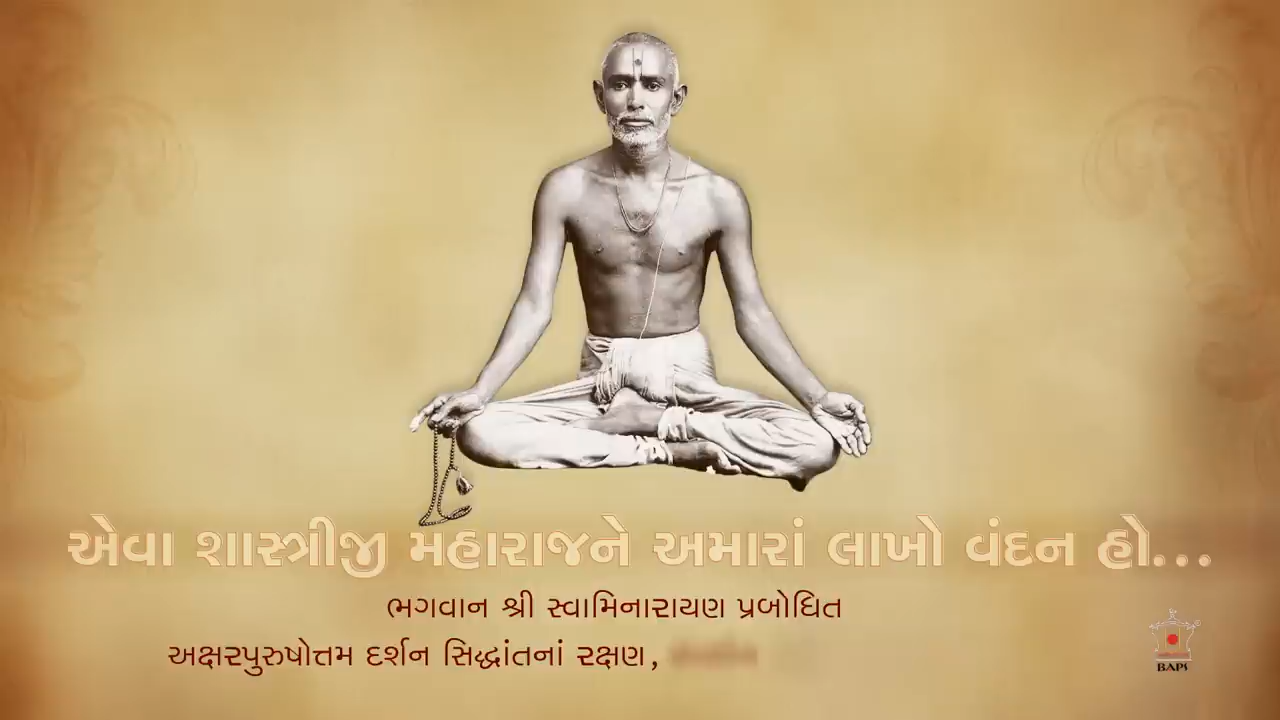 એવા શાસ્ત્રીજી મહારાજને અમારાં લાખો વંદન હો...
ભગવાન શ્રી સ્વામિનારાયણ પ્રબોધિત
અક્ષરપુરુષોત્તમ દર્શન સિદ્ધાંતનાં રક્ષણ,
BAPS